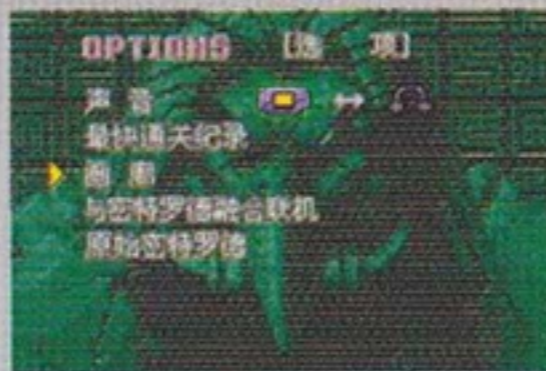 OPTIONS [选 项]
声 音
最快通关纪录
画 廊
与密特罗德融合联机
原始密特罗德